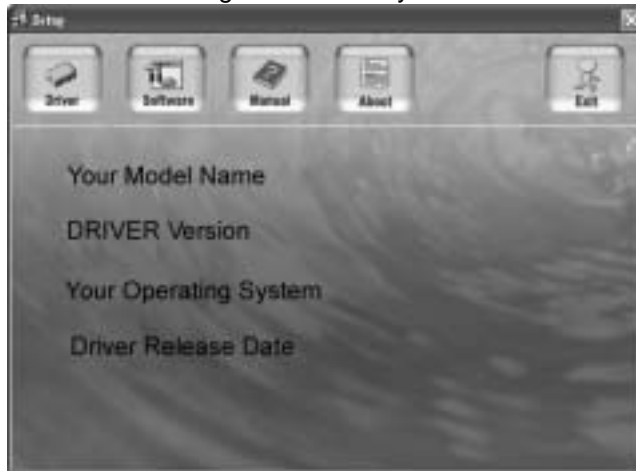 Setup
Driver
Software
Manual
About
Exit
Your Model Name
DRIVER Version
Your Operating System
Driver Release Date